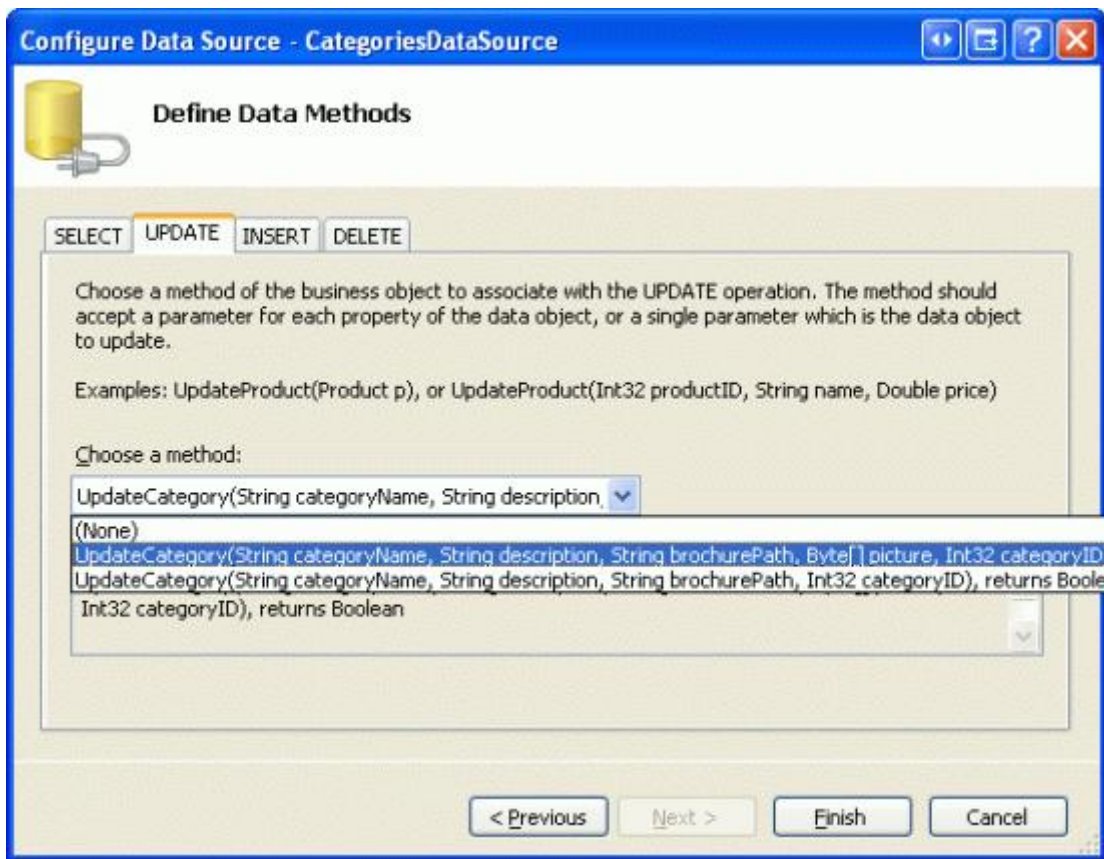 Configure Data Source - CategoriesDataSource
Define Data Methods
SELECT UPDATE INSERT DELETE
Choose a method of the business object to associate with the UPDATE operation. The method should
accept a parameter for each property of the data object, or a single parameter which is the data object
to update.
Examples: UpdateProduct(Product p), or UpdateProduct(Int32 productID, String name, Double price)
Choose a method:
UpdateCategory(String categoryName, String description,
(None)
UpdateCategory(String categoryName, String description, String brochurePath, Byte[] picture, Int32 categoryID
UpdateCategory(String categoryName, String description, String brochurePath, Int32 categoryID), returns Boole
Int32 categoryID), returns Boolean
< Previous Next > Finish Cancel